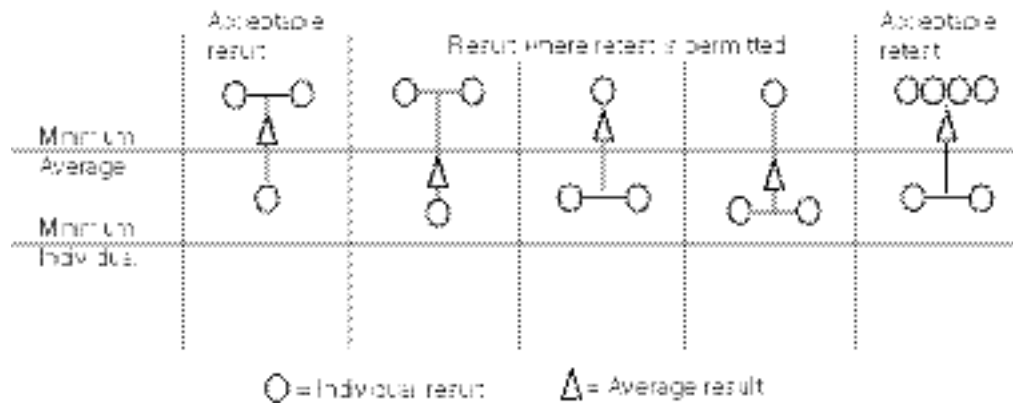 Acceptable
result
Result where retest is permitted
Acceptable
retest
Minimum
Average
Minimum
Individual
= Individual result
= Average result